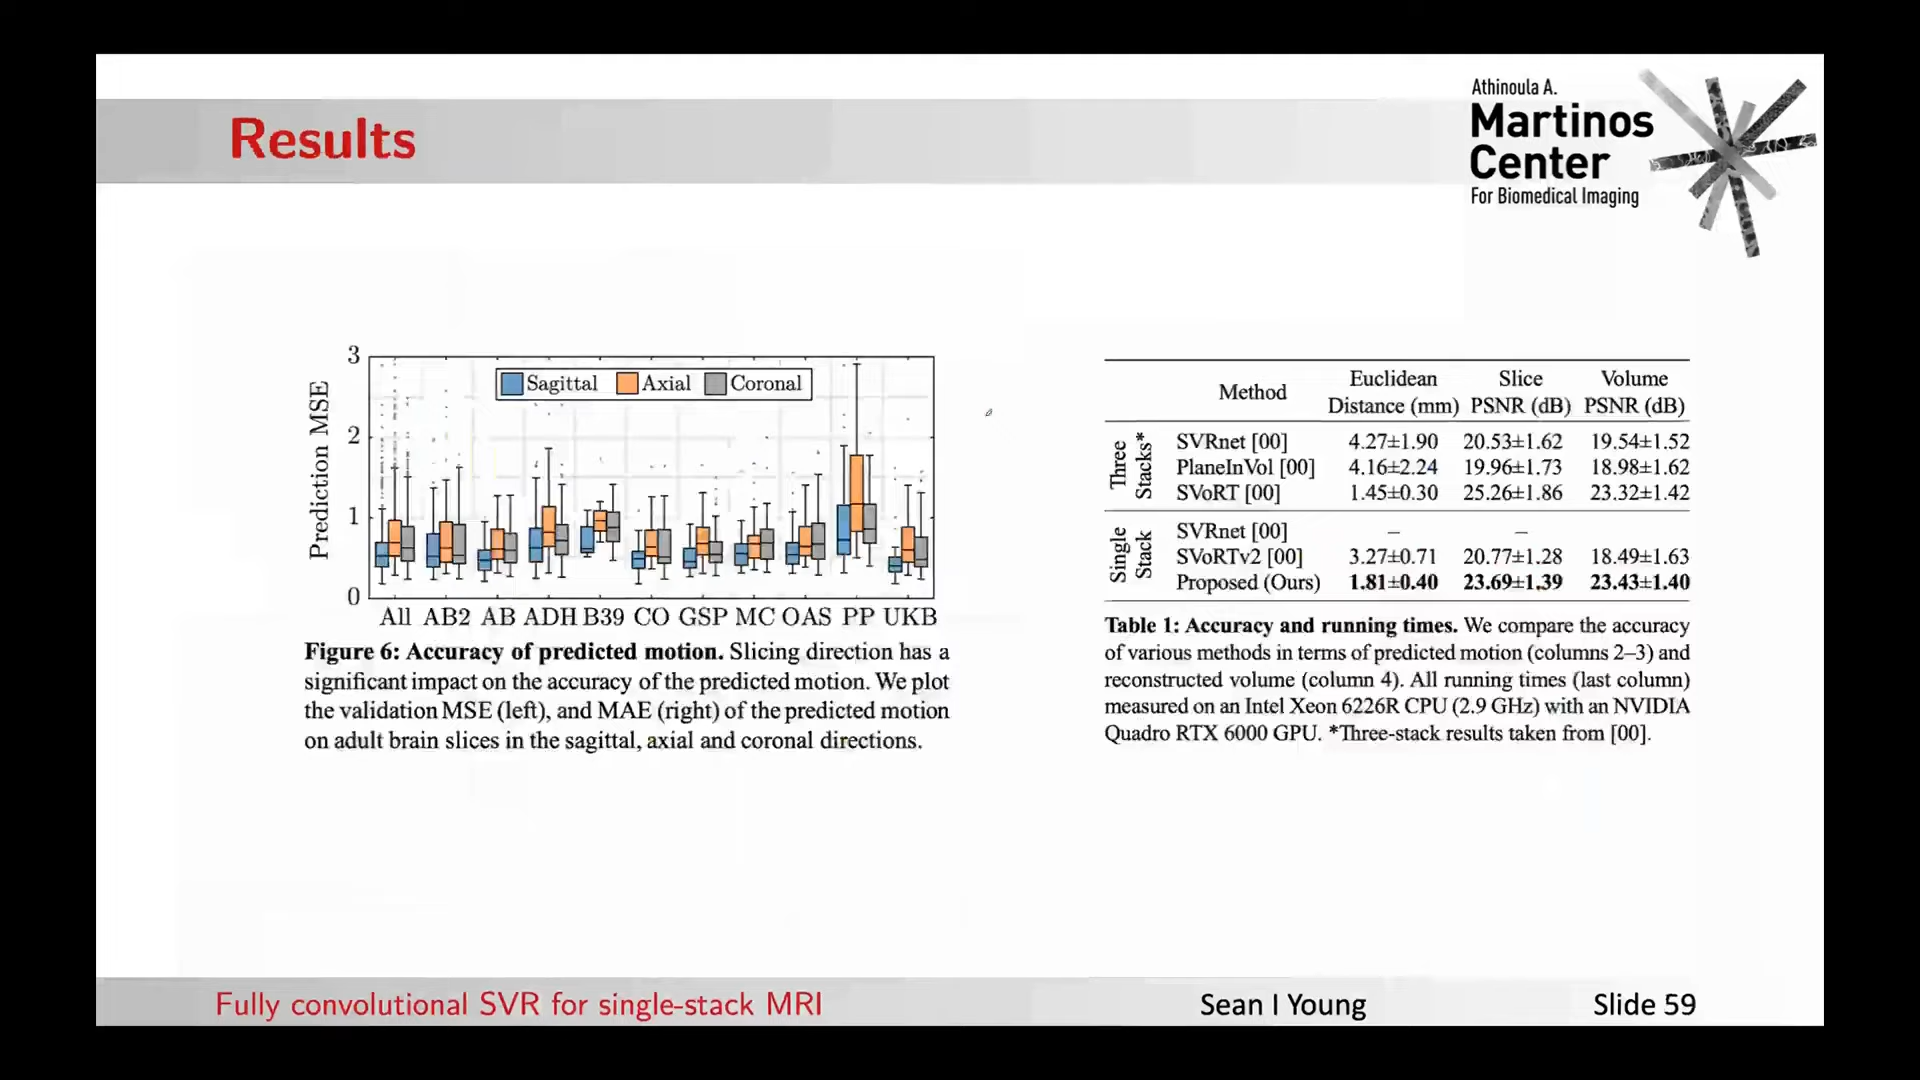 Results
Athinoula A.
Martinos
Center
For Biomedical Imaging
3
2
1
0
Prediction MSE
Sagittal Axial Coronal
All AB2 AB ADH B39 CO GSP MC OAS PP UKB
Figure 6: Accuracy of predicted motion. Slicing direction has a
significant impact on the accuracy of the predicted motion. We plot
the validation MSE (left), and MAE (right) of the predicted motion
on adult brain slices in the sagittal, axial and coronal directions.
Method Euclidean Distance (mm) Slice PSNR (dB) Volume PSNR (dB)
Three Stacks*
SVRnet [00] 4.27±1.90 20.53±1.62 19.54±1.52
PlaneInVol [00] 4.16±2.24 19.96±1.73 18.98±1.62
SVoRT [00] 1.45±0.30 25.26±1.86 23.32±1.42
Single Stack
SVRnet [00] – –
SVoRTv2 [00] 3.27±0.71 20.77±1.28 18.49±1.63
Proposed (Ours) 1.81±0.40 23.69±1.39 23.43±1.40
Table 1: Accuracy and running times. We compare the accuracy
of various methods in terms of predicted motion (columns 2–3) and
reconstructed volume (column 4). All running times (last column)
measured on an Intel Xeon 6226R CPU (2.9 GHz) with an NVIDIA
Quadro RTX 6000 GPU. *Three-stack results taken from [00].
Fully convolutional SVR for single-stack MRI
Sean I Young
Slide 59